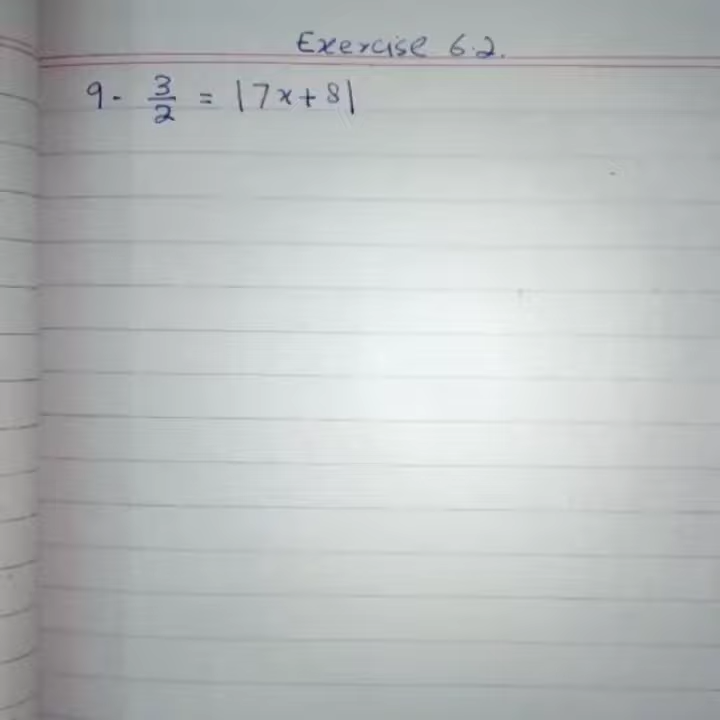 Exercise 6.2.
9. 3/2 = |7x+8|